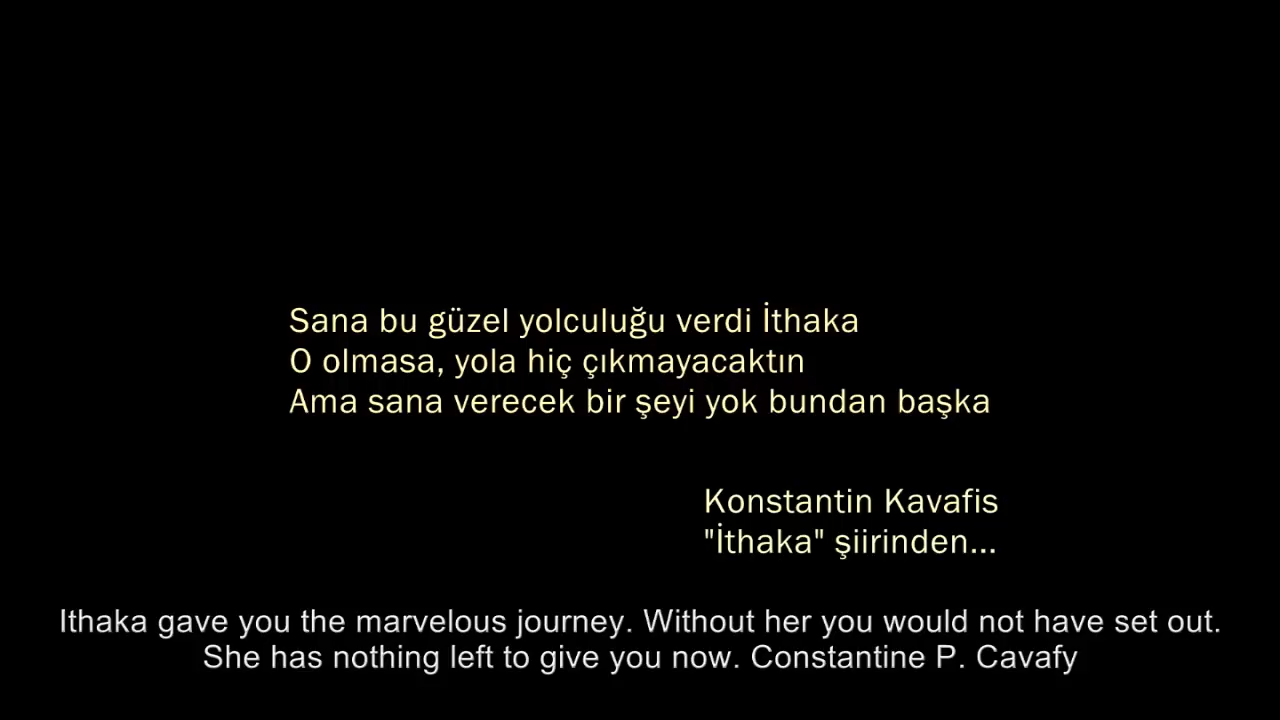 Sana bu güzel yolculuğu verdi İthaka
O olmasa, yola hiç çıkmayacaktın
Ama sana verecek bir şeyi yok bundan başka
Konstantin Kavafis
"İthaka" şiirinden...
Ithaka gave you the marvelous journey. Without her you would not have set out.
She has nothing left to give you now. Constantine P. Cavafy